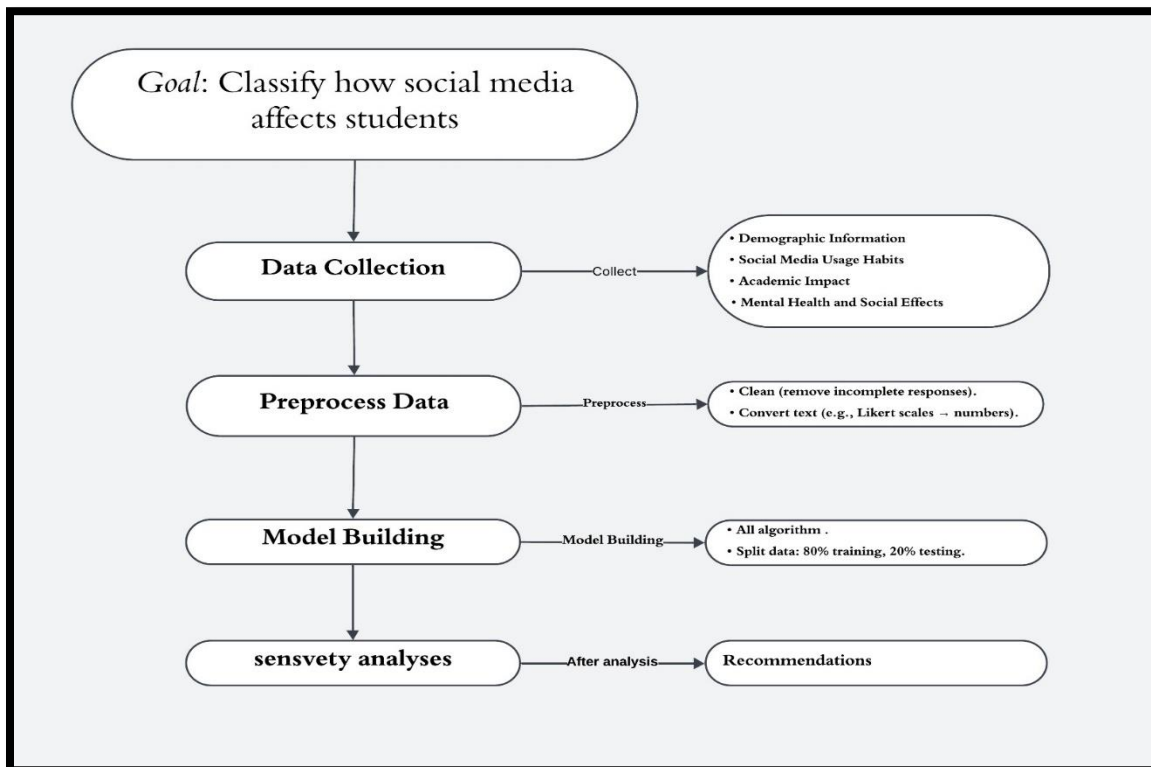 Goal: Classify how social media
affects students
Data Collection
Collect
• Demographic Information
• Social Media Usage Habits
• Academic Impact
• Mental Health and Social Effects
Preprocess Data
Preprocess
• Clean (remove incomplete responses).
• Convert text (e.g., Likert scales → numbers).
Model Building
Model Building
• All algorithm .
• Split data: 80% training, 20% testing.
sensvety analyses
After analysis
Recommendations